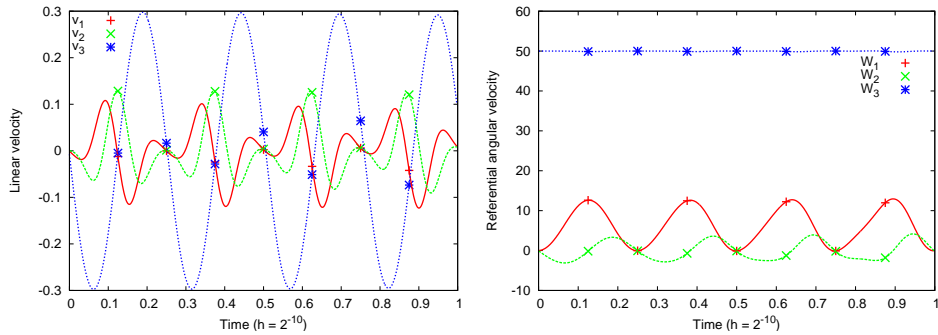 0.3
0.2
0.1
0
-0.1
-0.2
-0.3
Linear velocity
v1
v2
v3
0 0.1 0.2 0.3 0.4 0.5 0.6 0.7 0.8 0.9 1
Time (h = 2^-10)
60
50
40
30
20
10
0
-10
Referential angular velocity
W1
W2
W3
0 0.1 0.2 0.3 0.4 0.5 0.6 0.7 0.8 0.9 1
Time (h = 2^-10)